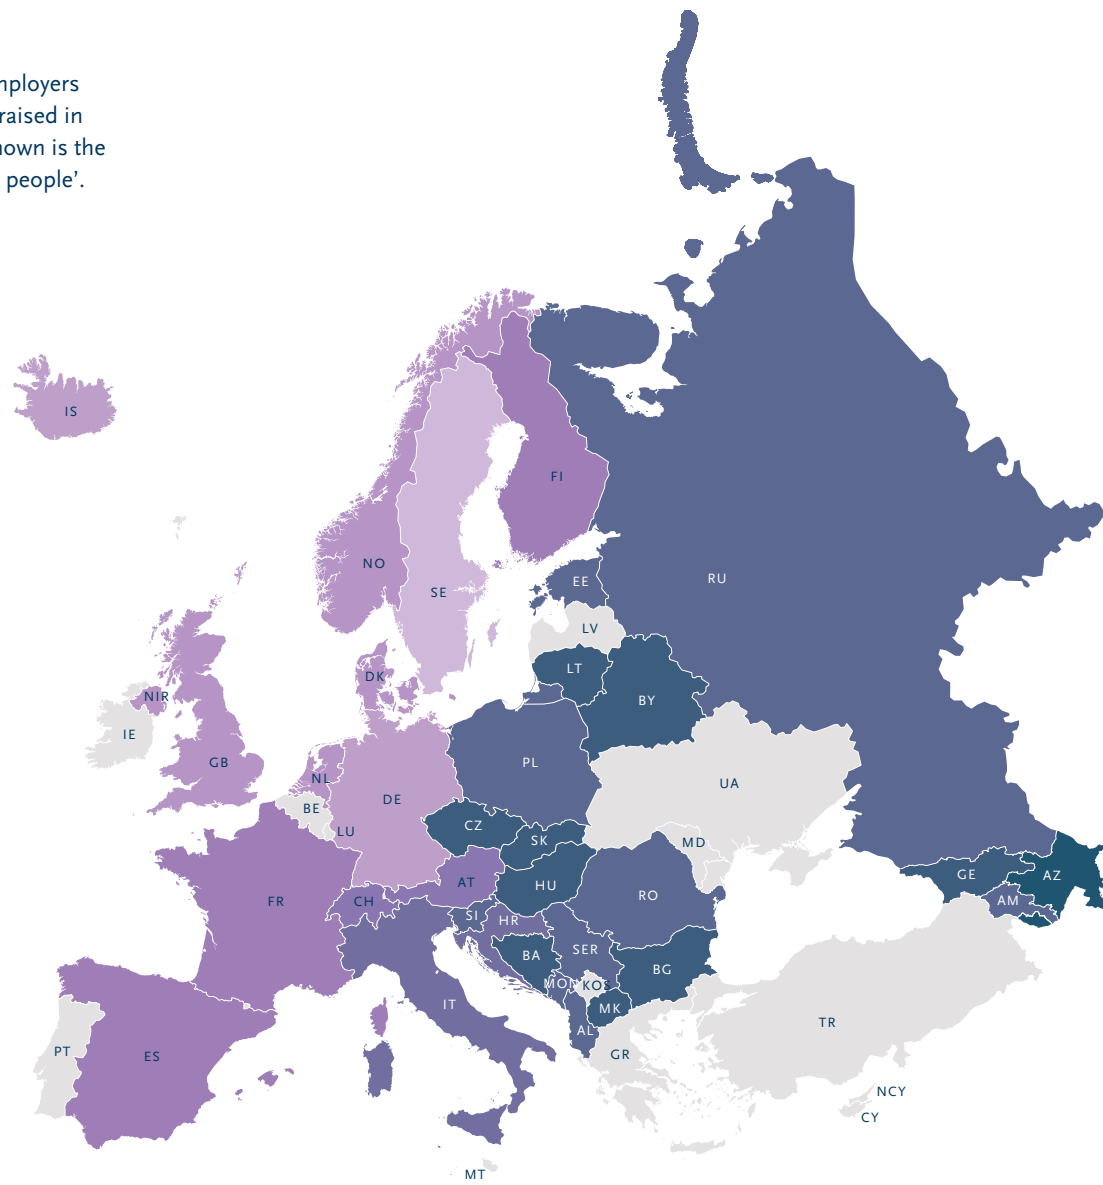 nployers
raised in
nown is the
people’.
IS
FI
NO
RU
EE
SE
LV
LT
DK
NIR
BY
IE
GB
PL
NL
UA
DE
BE
CZ
LU
SK
MD
GE
AZ
AT
HU
RO
CH
FR
AM
SI
HR
SER
BA
BG
MON
KOS
IT
MK
TR
AL
PT
ES
GR
NCY
CY
MT